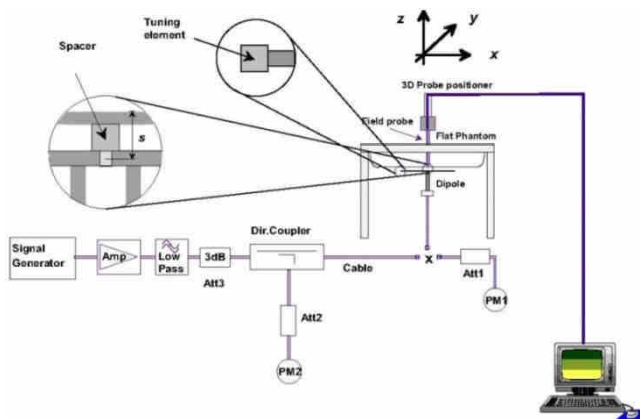 Tuning
element
Spacer
s
z
y
x
3D Probe positioner
Field probe
Flat Phantom
Dipole
Signal
Generator
Amp
Low
Pass
3dB
Att3
Dir.Coupler
Cable
x
Att1
PM1
Att2
PM2